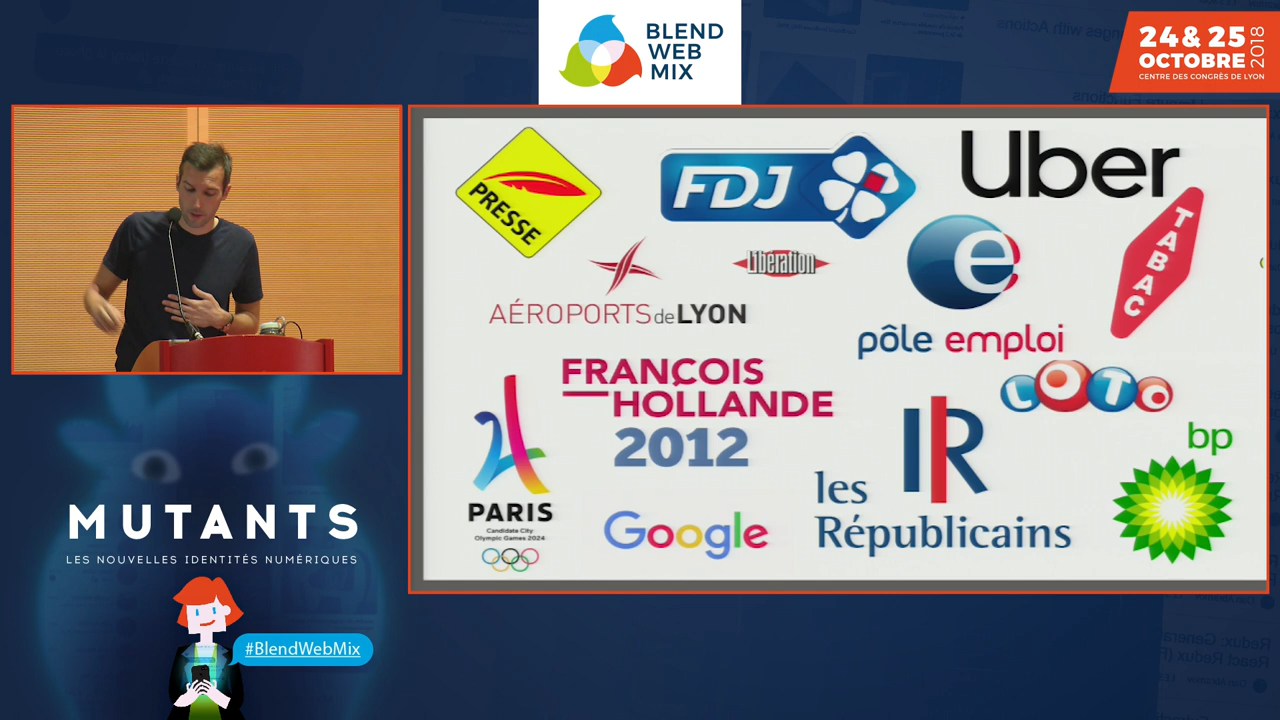 BLEND
WEB
MIX
24 & 25
OCTOBRE
2018
CENTRE DES CONGRÈS DE LYON
PRESSE
FDJ
Uber
Libération
TABAC
AÉROPORTS de LYON
e
pôle emploi
FRANÇOIS
HOLLANDE
2012
LOTO
24
PARIS
Candidate City
Olympic Games 2024
Google
LR
les
Républicains
bp
MUTANTS
LES NOUVELLES IDENTITÉS NUMÉRIQUES
#BlendWebMix